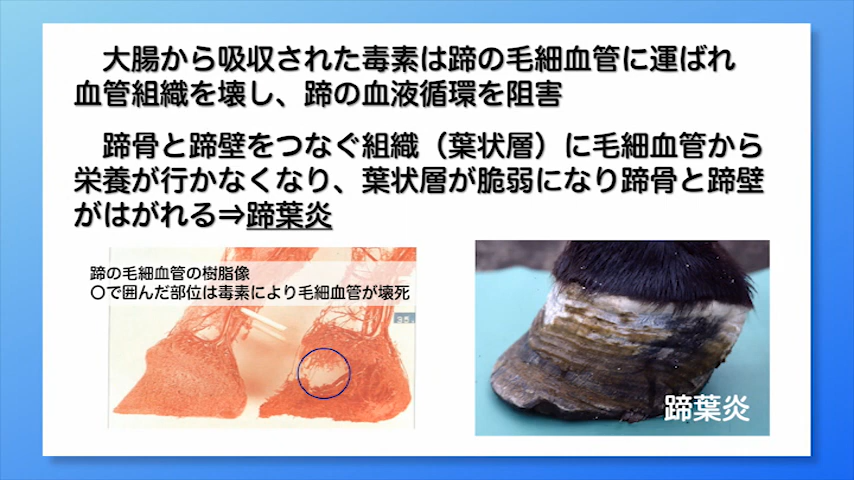 大腸から吸収された毒素は蹄の毛細血管に運ばれ
血管組織を壊し、蹄の血液循環を阻害
蹄骨と蹄壁をつなぐ組織（葉状層）に毛細血管から
栄養が行かなくなり、葉状層が脆弱になり蹄骨と蹄壁
がはがれる⇒蹄葉炎
蹄の毛細血管の樹脂像
〇で囲んだ部位は毒素により毛細血管が壊死
蹄葉炎